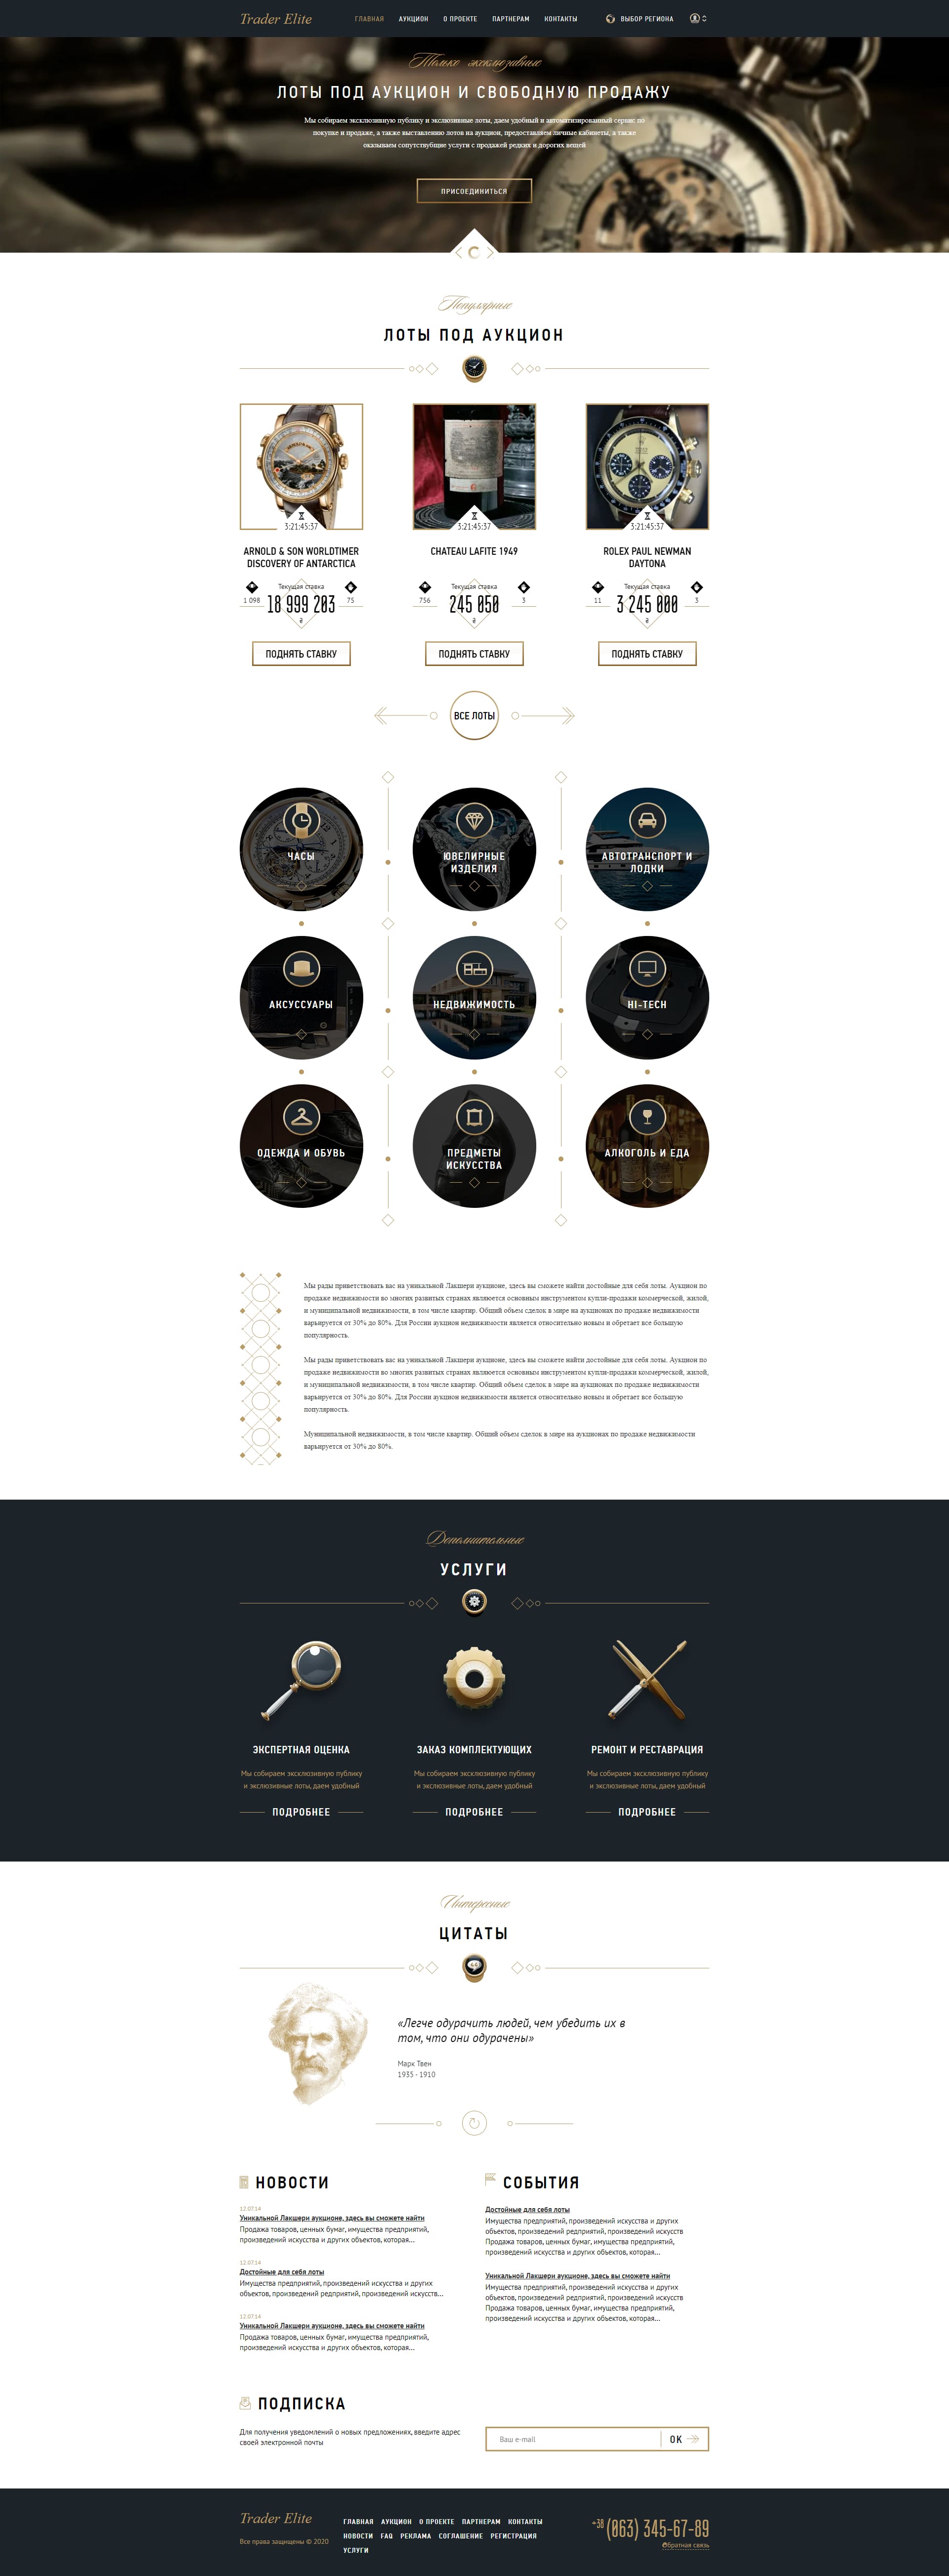 Trader Elite
ГЛАВНАЯ АУКЦИОН О ПРОЕКТЕ ПАРТНЕРАМ КОНТАКТЫ ВЫБОР РЕГИОНА
Только эксклюзивные
ЛОТЫ ПОД АУКЦИОН И СВОБОДНУЮ ПРОДАЖУ
Мы собираем эксклюзивную публику и экслюзивные лоты, даем удобный и автоматизированный сервис по
покупке и продаже, а также выставлению лотов на аукцион, предоставляем личные кабинеты, а также
оказываем сопутствубщие услуги с продажей редких и дорогих вещей
ПРИСОЕДИНИТЬСЯ
Популярные
ЛОТЫ ПОД АУКЦИОН
3:21:45:37
3:21:45:37
3:21:45:37
ARNOLD & SON WORLDTIMER
DISCOVERY OF ANTARCTICA
CHATEAU LAFITE 1949
ROLEX PAUL NEWMAN
DAYTONA
Текущая ставка
1 098 18 999 203 75
₴
Текущая ставка
756 245 050 3
₴
Текущая ставка
11 3 245 000 3
₴
ПОДНЯТЬ СТАВКУ
ПОДНЯТЬ СТАВКУ
ПОДНЯТЬ СТАВКУ
ВСЕ ЛОТЫ
ЧАСЫ
ЮВЕЛИРНЫЕ
ИЗДЕЛИЯ
АВТОТРАНСПОРТ И
ЛОДКИ
АКСУССУАРЫ
НЕДВИЖИМОСТЬ
HI-TECH
ОДЕЖДА И ОБУВЬ
ПРЕДМЕТЫ
ИСКУССТВА
АЛКОГОЛЬ И ЕДА
Мы рады приветствовать вас на уникальной Лакшери аукционе, здесь вы сможете найти достойные для себя лоты. Аукцион по
продаже недвижимости во многих развитых странах являются основным инструментом купли-продажи коммерческой, жилой,
и муниципальной недвижимости, в том числе квартир. Общий объем сделок в мире на аукционах по продаже недвижимости
варьируется от 30% до 80%. Для России аукцион недвижимости является относительно новым и обретает все большую
популярность.
Мы рады приветствовать вас на уникальной Лакшери аукционе, здесь вы сможете найти достойные для себя лоты. Аукцион по
продаже недвижимости во многих развитых странах являются основным инструментом купли-продажи коммерческой, жилой,
и муниципальной недвижимости, в том числе квартир. Общий объем сделок в мире на аукционах по продаже недвижимости
варьируется от 30% до 80%. Для России аукцион недвижимости является относительно новым и обретает все большую
популярность.
Муниципальной недвижимости, в том числе квартир. Общий объем сделок в мире на аукционах по продаже недвижимости
варьируется от 30% до 80%.
Дополнительные
УСЛУГИ
ЭКСПЕРТНАЯ ОЦЕНКА
Мы собираем эксклюзивную публику
и экслюзивные лоты, даем удобный
ПОДРОБНЕЕ
ЗАКАЗ КОМПЛЕКТУЮЩИХ
Мы собираем эксклюзивную публику
и экслюзивные лоты, даем удобный
ПОДРОБНЕЕ
РЕМОНТ И РЕСТАВРАЦИЯ
Мы собираем эксклюзивную публику
и экслюзивные лоты, даем удобный
ПОДРОБНЕЕ
Интересные
ЦИТАТЫ
«Легче одурачить людей, чем убедить их в
том, что они одурачены»
Марк Твен
1935 - 1910
НОВОСТИ
12.07.14
Уникальной Лакшери аукционе, здесь вы сможете найти
Продажа товаров, ценных бумаг, имущества предприятий,
произведений искусства и других объектов, которая...
12.07.14
Достойные для себя лоты
Имущества предприятий, произведений искусства и других
объектов, произведений редприятий, произведений искусств...
12.07.14
Уникальной Лакшери аукционе, здесь вы сможете найти
Продажа товаров, ценных бумаг, имущества предприятий,
произведений искусства и других объектов, которая...
СОБЫТИЯ
Достойные для себя лоты
Имущества предприятий, произведений искусства и других
объектов, произведений редприятий, произведений искусств
Продажа товаров, ценных бумаг, имущества предприятий,
произведений искусства и других объектов, которая...
Уникальной Лакшери аукционе, здесь вы сможете найти
Имущества предприятий, произведений искусства и других
объектов, произведений редприятий, произведений искусств
Продажа товаров, ценных бумаг, имущества предприятий,
произведений искусства и других объектов, которая...
ПОДПИСКА
Для получения уведомлений о новых предложениях, введите адрес
своей электронной почты
Ваш e-mail
ОК
Trader Elite
Все права защищены © 2020
ГЛАВНАЯ АУКЦИОН О ПРОЕКТЕ ПАРТНЕРАМ КОНТАКТЫ
НОВОСТИ FAQ РЕКЛАМА СОГЛАШЕНИЕ РЕГИСТРАЦИЯ
УСЛУГИ
+38 (063) 345-67-89
Обратная связь